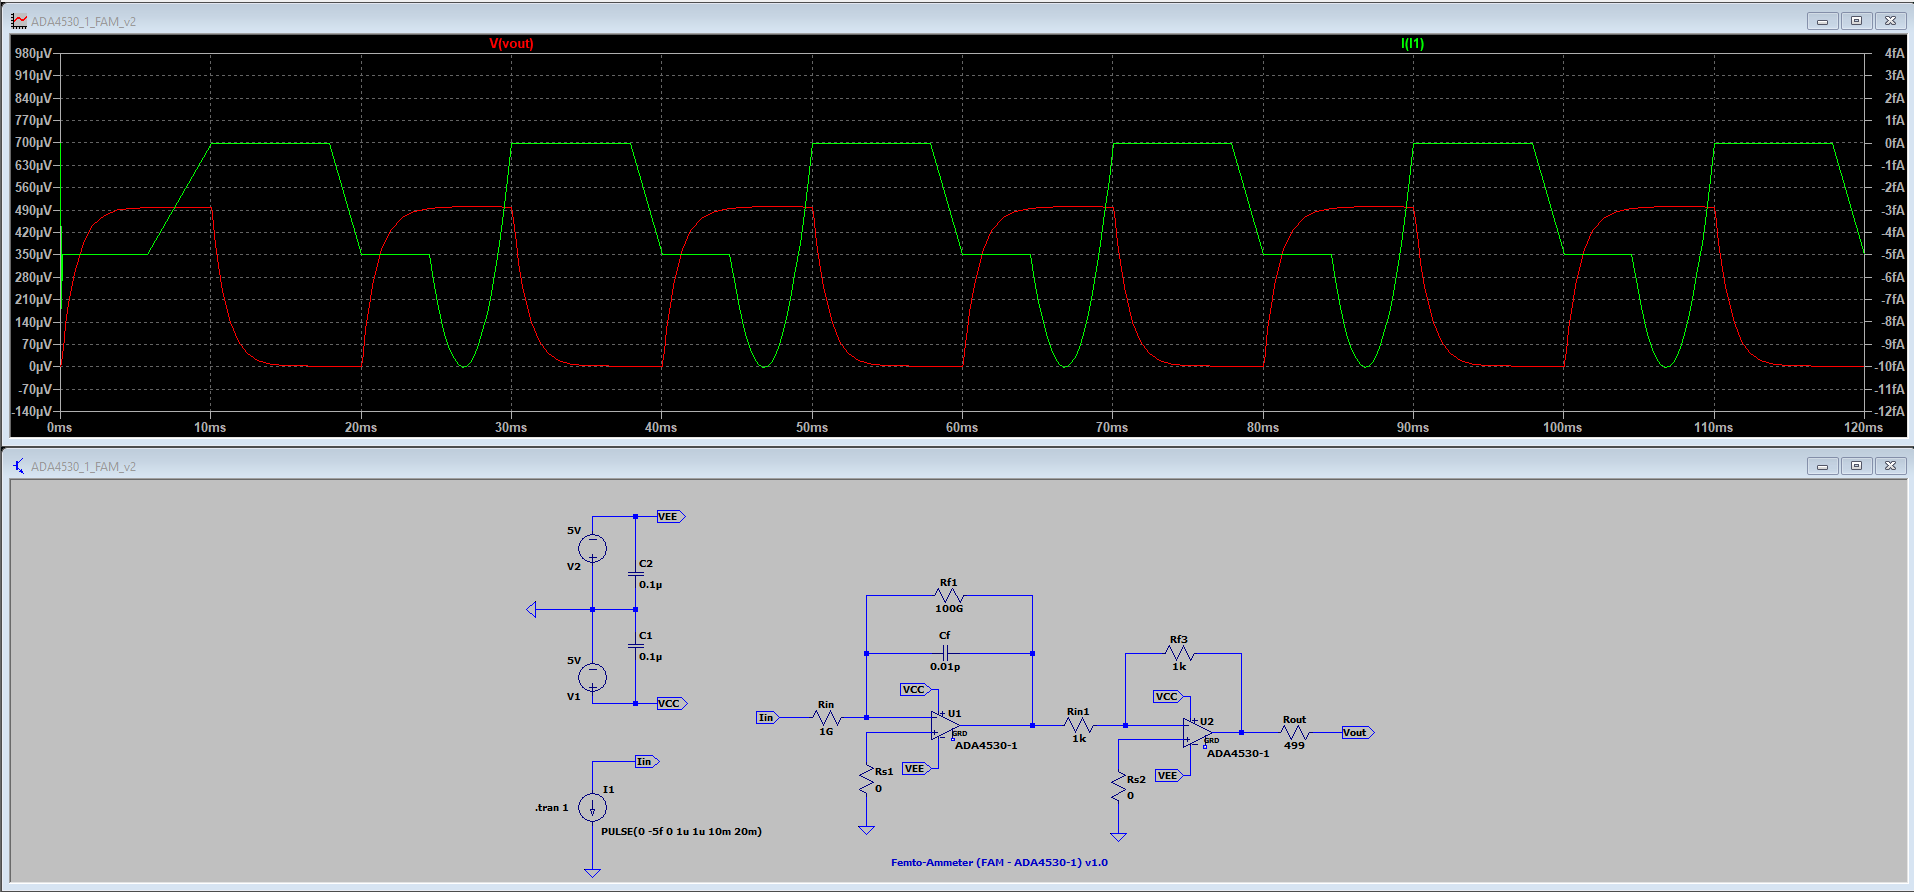 ADA4530_1_FAM_v2
V(vout) I(I1)
980µV 4fA
910µV 3fA
840µV 2fA
770µV 1fA
700µV 0fA
630µV -1fA
560µV -2fA
490µV -3fA
420µV -4fA
350µV -5fA
280µV -6fA
210µV -7fA
140µV -8fA
70µV -9fA
0µV -10fA
-70µV -11fA
-140µV -12fA
0ms 10ms 20ms 30ms 40ms 50ms 60ms 70ms 80ms 90ms 100ms 110ms 120ms
ADA4530_1_FAM_v2
VEE
5V
V2
C2
0.1µ
C1
0.1µ
5V
V1
VCC
Iin
I1
.tran 1
PULSE(0 -5f 0 1u 1u 10m 20m)
Rf1
100G
Cf
0.01p
VCC
Iin
Rin
1G
U1
GRD
ADA4530-1
VEE
Rs1
0
Rin1
1k
Rf3
1k
VCC
U2
GRD
ADA4530-1
VEE
Rs2
0
Rout
499
Vout
Femto-Ammeter (FAM - ADA4530-1) v1.0